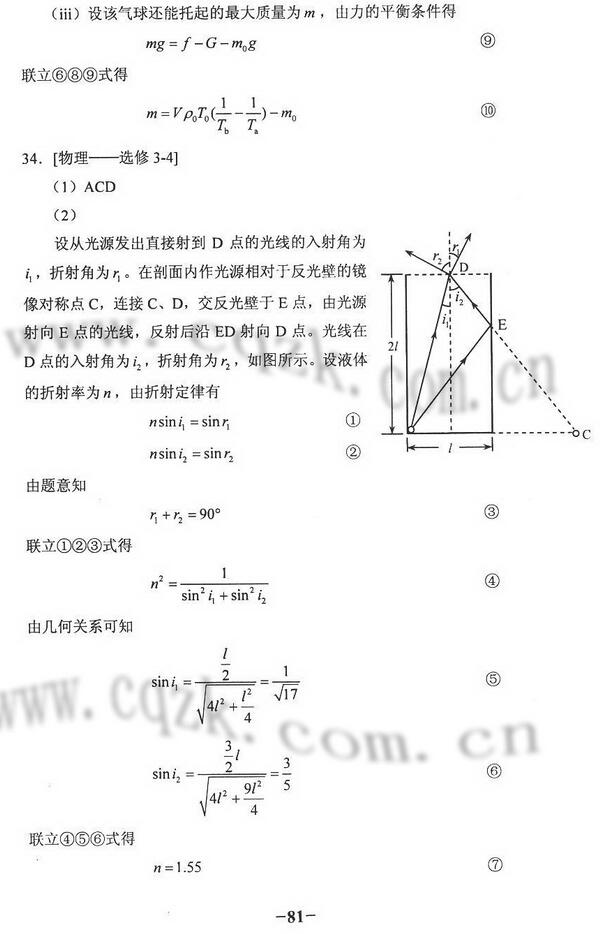 （iii）设该气球还能托起的最大质量为 m ，由力的平衡条件得
mg = f − G − m₀g ⑨
联立⑥⑧⑨式得
m = Vρ₀T₀(1/T_b − 1/T_a) − m₀ ⑩
34．[物理——选修 3-4]
（1）ACD
（2）
设从光源发出直接射到 D 点的光线的入射角为
i₁，折射角为 r₁。在剖面内作光源相对于反光壁的镜
像对称点 C，连接 C、D，交反光壁于 E 点，由光源
射向 E 点的光线，反射后沿 ED 射向 D 点。光线在
D 点的入射角为 i₂，折射角为 r₂，如图所示。设液体
的折射率为 n ，由折射定律有
n sin i₁ = sin r₁ ①
n sin i₂ = sin r₂ ②
r₂ r₁
D
i₁ i₂
E
2l
l
C
由题意知
r₁ + r₂ = 90° ③
联立①②③式得
n² = 1/(sin² i₁ + sin² i₂) ④
由几何关系可知
sin i₁ = (l/2)/√(4l² + l²/4) = 1/√17 ⑤
sin i₂ = (3/2 l)/√(4l² + 9l²/4) = 3/5 ⑥
联立④⑤⑥式得
n = 1.55 ⑦
−81−
www.cqzk.com.cn
www.cqzk.com.cn